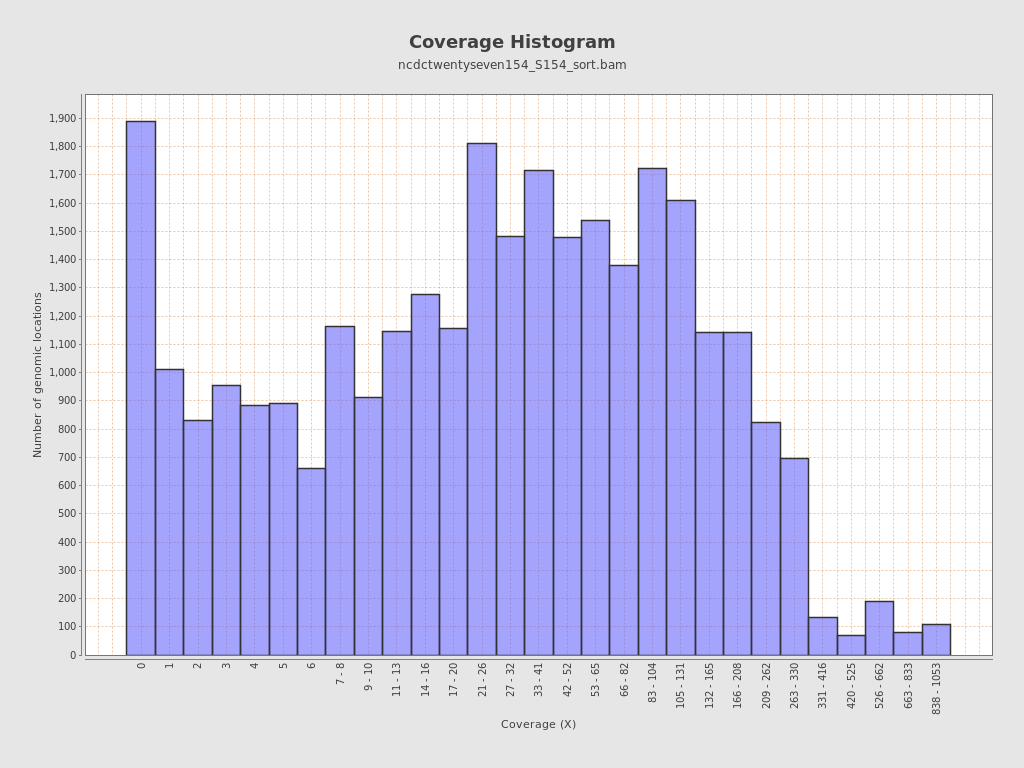 Coverage Histogram
ncdctwentyseven154_S154_sort.bam
Number of genomic locations
1,900
1,800
1,700
1,600
1,500
1,400
1,300
1,200
1,100
1,000
900
800
700
600
500
400
300
200
100
0
0
1
2
3
4
5
6
7 - 8
9 - 10
11 - 13
14 - 16
17 - 20
21 - 26
27 - 32
33 - 41
42 - 52
53 - 65
66 - 82
83 - 104
105 - 131
132 - 165
166 - 208
209 - 262
263 - 330
331 - 416
420 - 525
526 - 662
663 - 833
838 - 1053
Coverage (X)